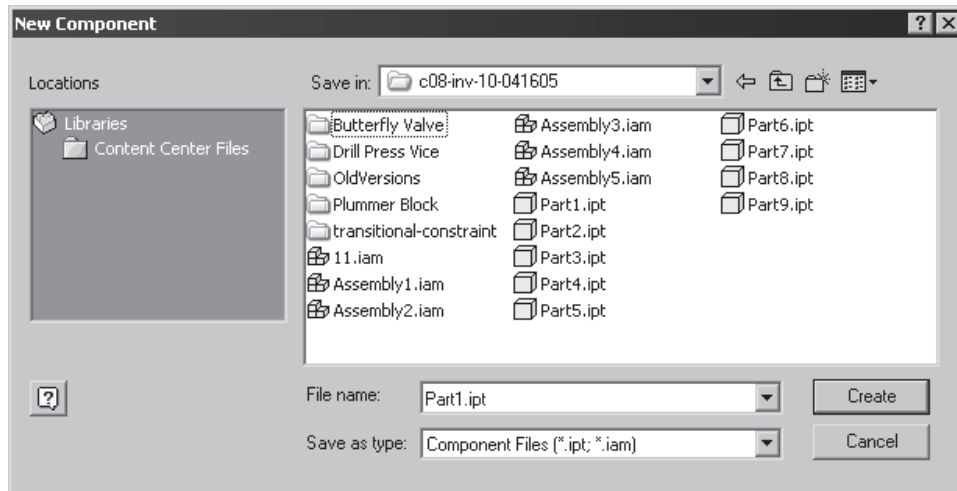 New Component
Locations
Save in: c08-inv-10-041605
Libraries
Content Center Files
Butterfly Valve
Drill Press Vice
OldVersions
Plummer Block
transitional-constraint
11.iam
Assembly1.iam
Assembly2.iam
Assembly3.iam
Assembly4.iam
Assembly5.iam
Part1.ipt
Part2.ipt
Part3.ipt
Part4.ipt
Part5.ipt
Part6.ipt
Part7.ipt
Part8.ipt
Part9.ipt
File name: Part1.ipt
Create
Save as type: Component Files (*.ipt; *.iam)
Cancel